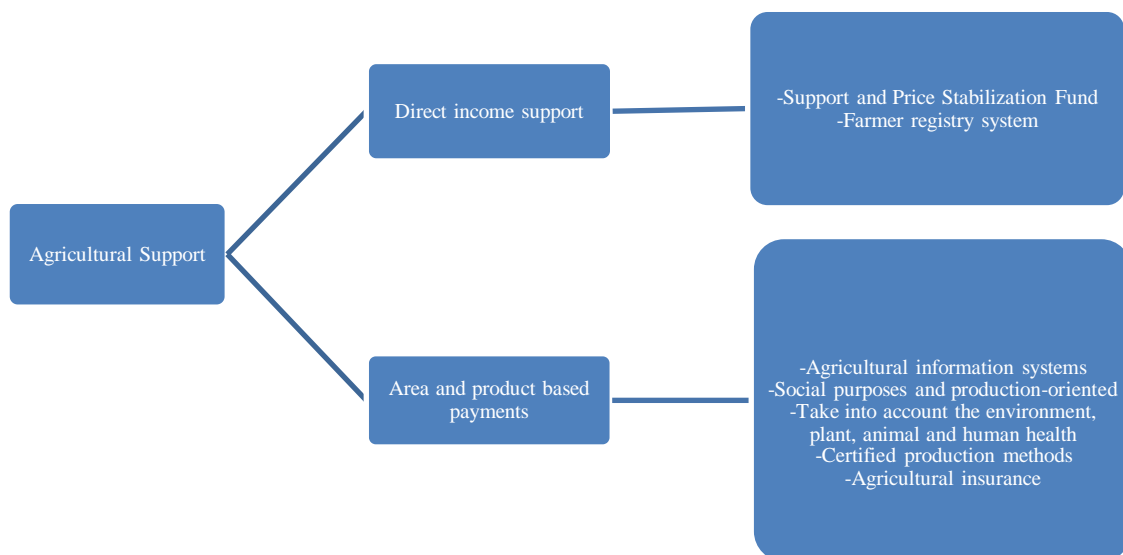 Agricultural Support
Direct income support
-Support and Price Stabilization Fund
-Farmer registry system
Area and product based
payments
-Agricultural information systems
-Social purposes and production-oriented
-Take into account the environment,
plant, animal and human health
-Certified production methods
-Agricultural insurance